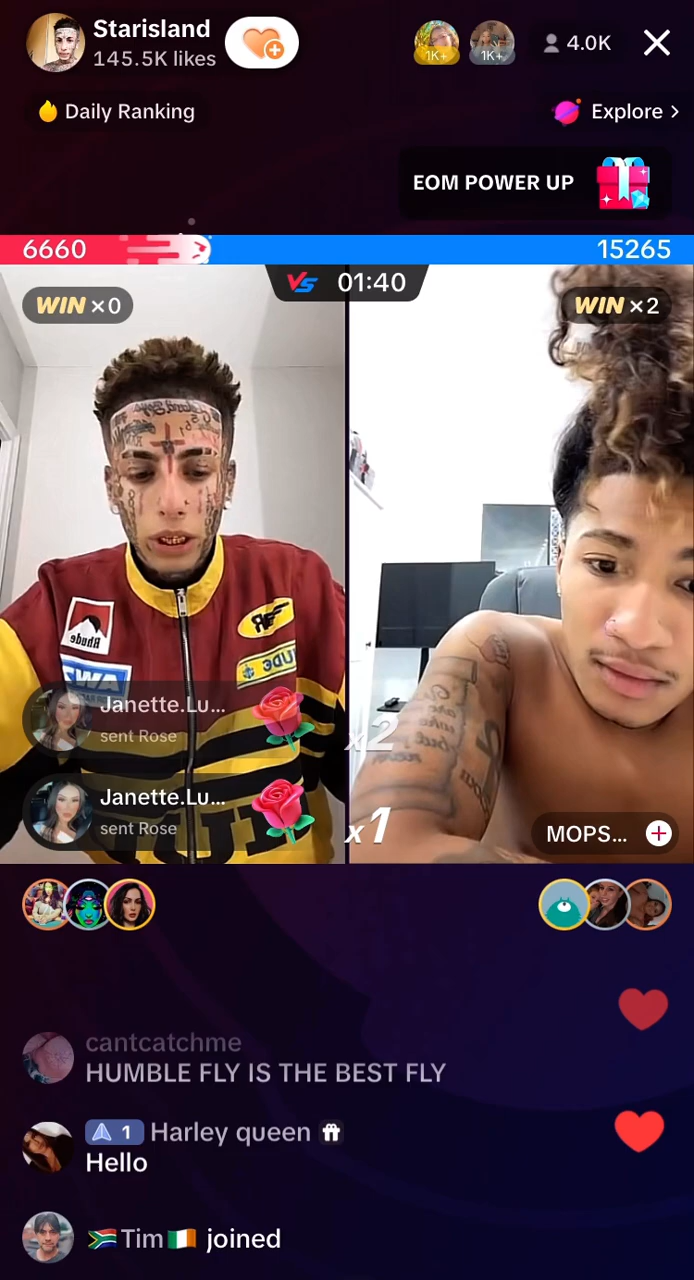 Starisland
145.5K likes
1K+
1K+
4.0K
Daily Ranking
Explore >
EOM POWER UP
6660
15265
VS 01:40
WIN ×0
WIN ×2
Rhude
Janette.Lu...
sent Rose
x2
Janette.Lu...
sent Rose
x1
MOPS...
cantcatchme
HUMBLE FLY IS THE BEST FLY
1 Harley queen
Hello
Tim joined